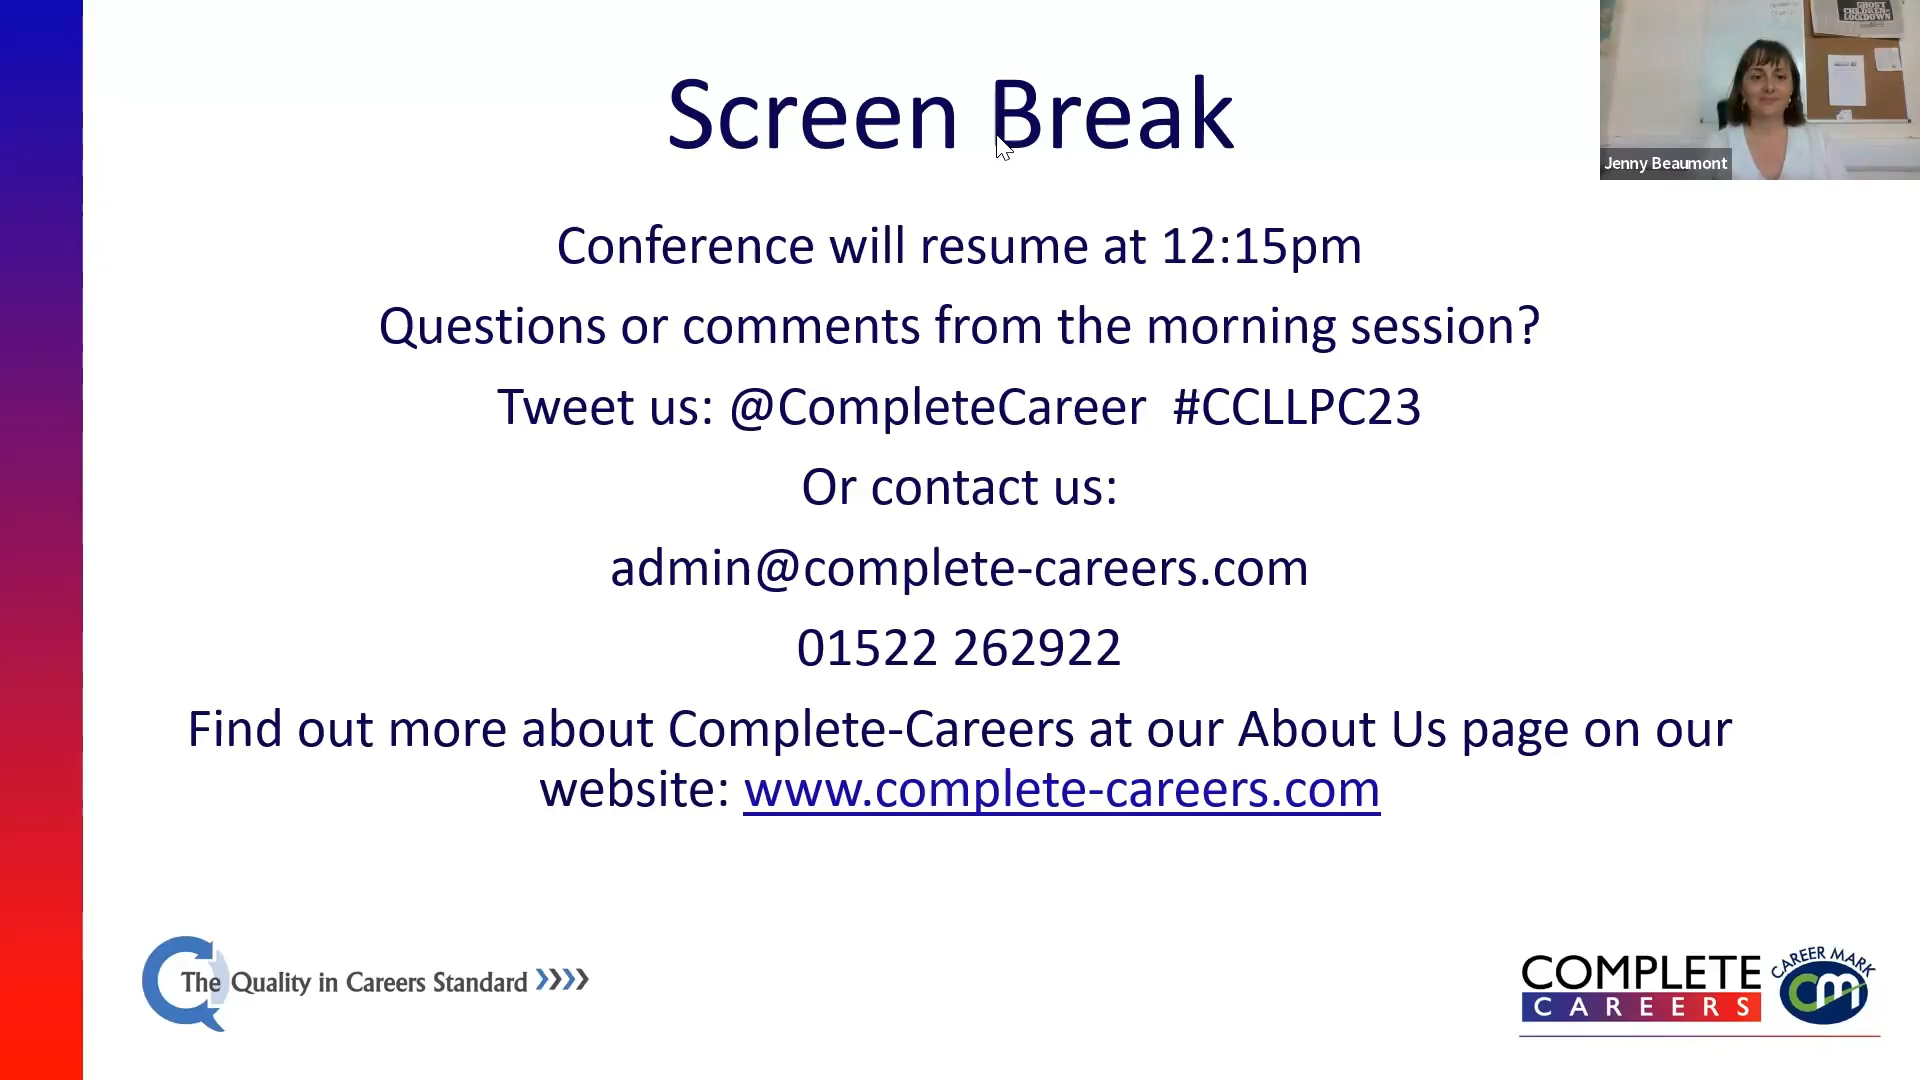 Screen Break
Conference will resume at 12:15pm
Questions or comments from the morning session?
Tweet us: @CompleteCareer #CCLLPC23
Or contact us:
admin@complete-careers.com
01522 262922
Find out more about Complete-Careers at our About Us page on our
website: www.complete-careers.com
GHOST
CHILDREN
LOCKDOWN
Jenny Beaumont
The Quality in Careers Standard
COMPLETE
CAREERS
CAREER MARK
cm